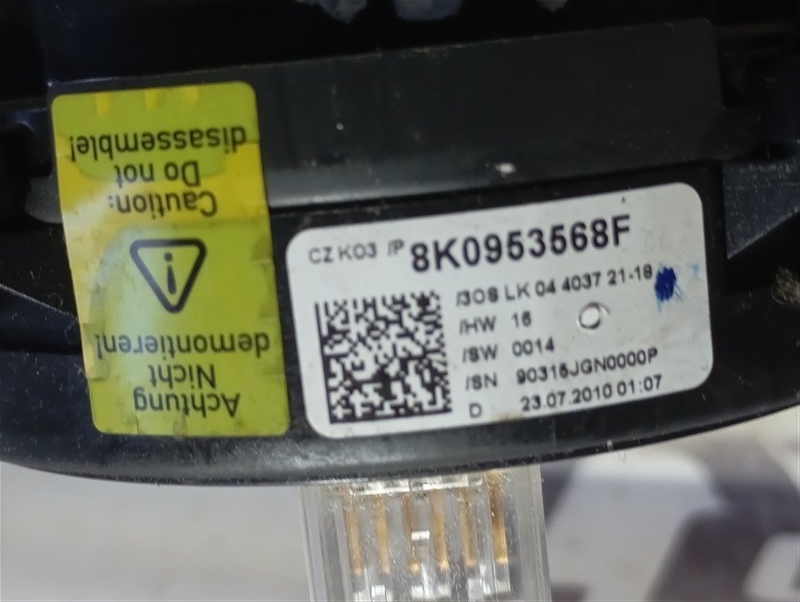 Achtung
Nicht
demontieren!
Caution:
Do not
disassemble!
CZ K03 /P 8K0953568F
/3OS LK 04 4037 21-18
/HW 16
/SW 0014
/SN 90315JGN0000P
D 23.07.2010 01:07